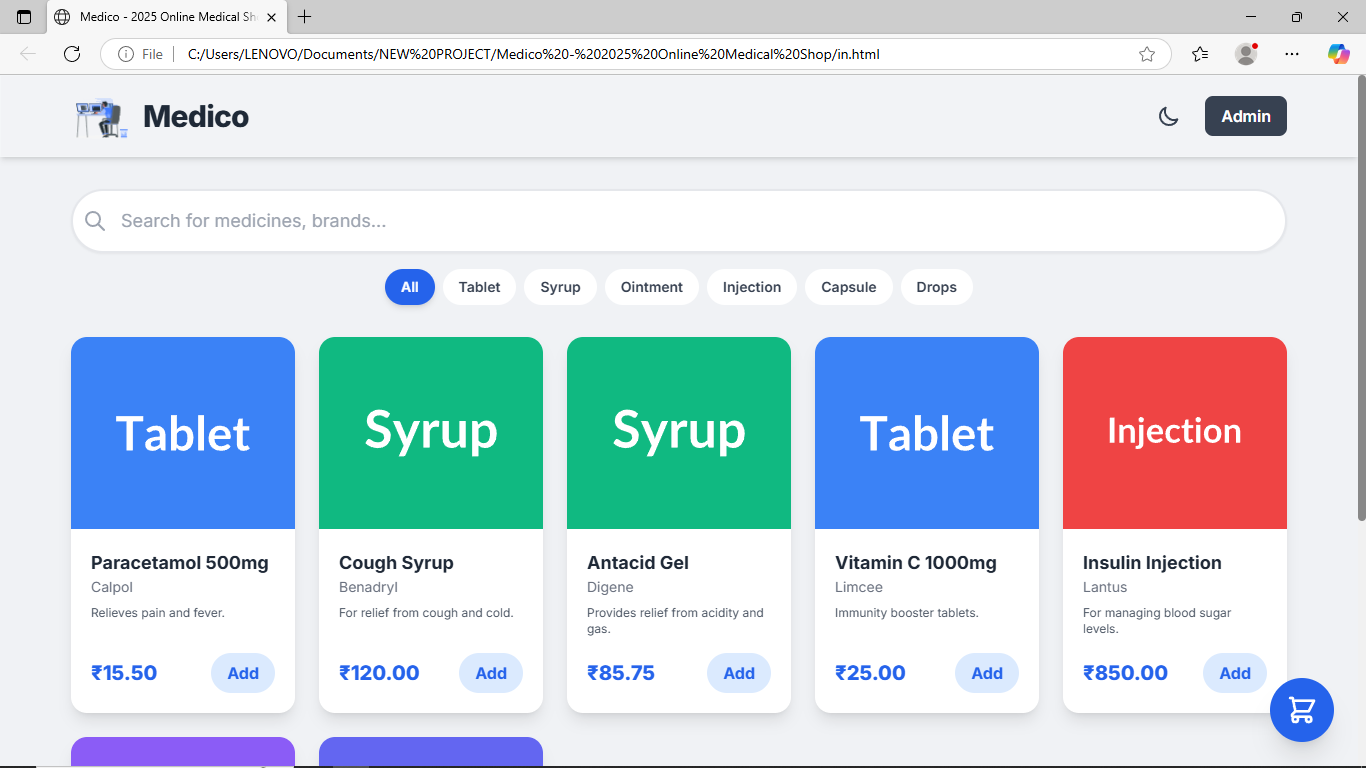 Medico - 2025 Online Medical Sh
File
C:/Users/LENOVO/Documents/NEW%20PROJECT/Medico%20-%202025%20Online%20Medical%20Shop/in.html
Medico
Admin
Search for medicines, brands...
All Tablet Syrup Ointment Injection Capsule Drops
Tablet
Paracetamol 500mg
Calpol
Relieves pain and fever.
₹15.50 Add
Syrup
Cough Syrup
Benadryl
For relief from cough and cold.
₹120.00 Add
Syrup
Antacid Gel
Digene
Provides relief from acidity and
gas.
₹85.75 Add
Tablet
Vitamin C 1000mg
Limcee
Immunity booster tablets.
₹25.00 Add
Injection
Insulin Injection
Lantus
For managing blood sugar
levels.
₹850.00 Add